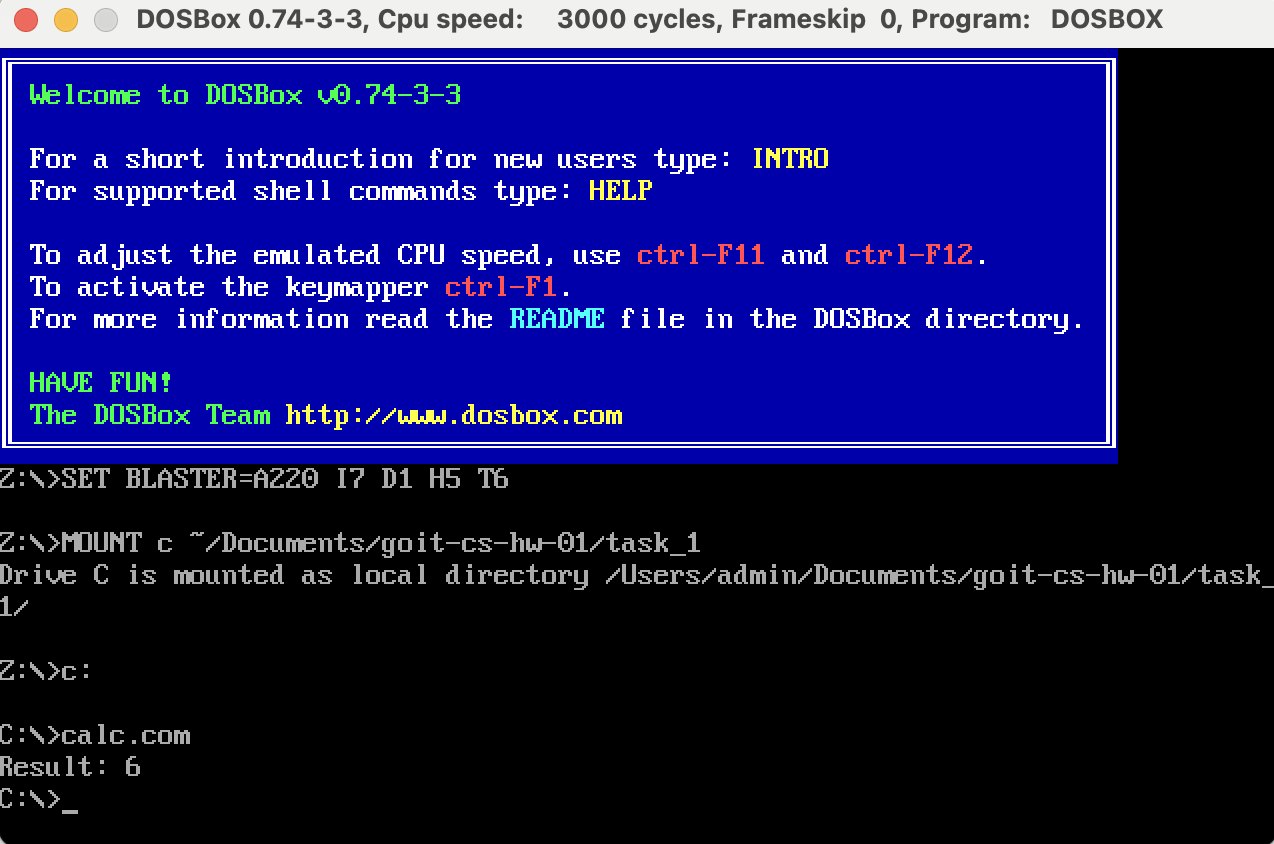 DOSBox 0.74-3-3, Cpu speed: 3000 cycles, Frameskip 0, Program: DOSBOX
Welcome to DOSBox v0.74-3-3
For a short introduction for new users type: INTRO
For supported shell commands type: HELP
To adjust the emulated CPU speed, use ctrl-F11 and ctrl-F12.
To activate the keymapper ctrl-F1.
For more information read the README file in the DOSBox directory.
HAVE FUN!
The DOSBox Team http://www.dosbox.com
Z:\>SET BLASTER=A220 I7 D1 H5 T6
Z:\>MOUNT c ~/Documents/goit-cs-hw-01/task_1
Drive C is mounted as local directory /Users/admin/Documents/goit-cs-hw-01/task_
1/
Z:\>c:
C:\>calc.com
Result: 6
C:\>_